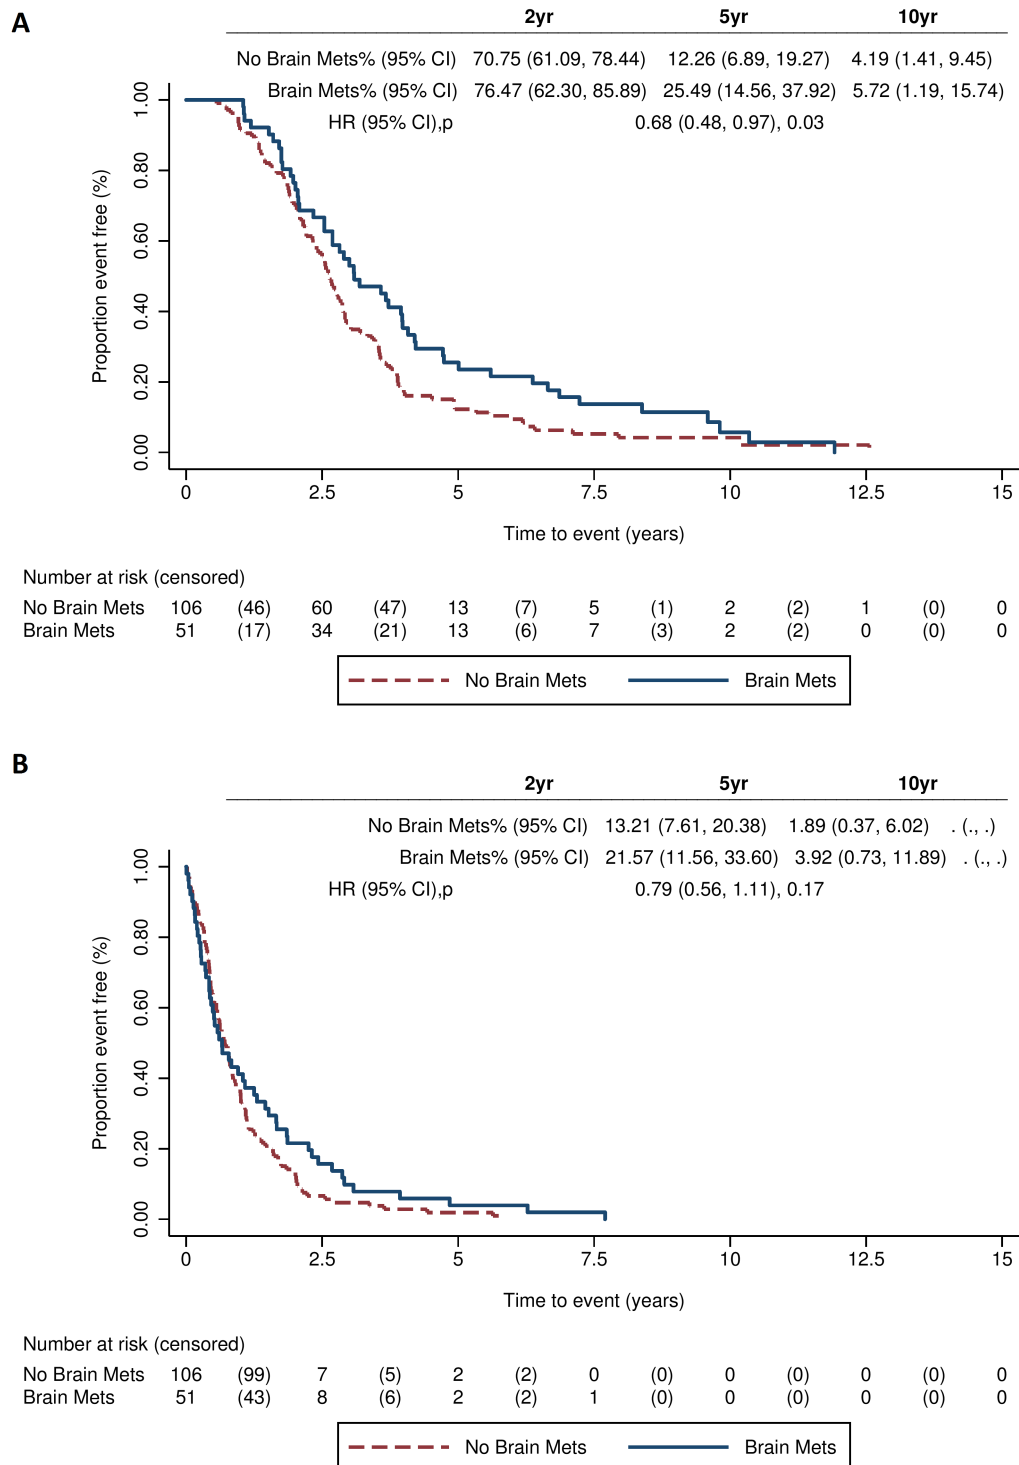 A
2yr 5yr 10yr
No Brain Mets% (95% CI) 70.75 (61.09, 78.44) 12.26 (6.89, 19.27) 4.19 (1.41, 9.45)
Brain Mets% (95% CI) 76.47 (62.30, 85.89) 25.49 (14.56, 37.92) 5.72 (1.19, 15.74)
HR (95% CI),p 0.68 (0.48, 0.97), 0.03
Proportion event free (%)
1.00
0.80
0.60
0.40
0.20
0.00
0 2.5 5 7.5 10 12.5 15
Time to event (years)
Number at risk (censored)
No Brain Mets 106 (46) 60 (47) 13 (7) 5 (1) 2 (2) 1 (0) 0
Brain Mets 51 (17) 34 (21) 13 (6) 7 (3) 2 (2) 0 (0) 0
No Brain Mets Brain Mets
B
2yr 5yr 10yr
No Brain Mets% (95% CI) 13.21 (7.61, 20.38) 1.89 (0.37, 6.02) . (., .)
Brain Mets% (95% CI) 21.57 (11.56, 33.60) 3.92 (0.73, 11.89) . (., .)
HR (95% CI),p 0.79 (0.56, 1.11), 0.17
Proportion event free (%)
1.00
0.80
0.60
0.40
0.20
0.00
0 2.5 5 7.5 10 12.5 15
Time to event (years)
Number at risk (censored)
No Brain Mets 106 (99) 7 (5) 2 (2) 0 (0) 0 (0) 0 (0) 0
Brain Mets 51 (43) 8 (6) 2 (2) 1 (0) 0 (0) 0 (0) 0
No Brain Mets Brain Mets